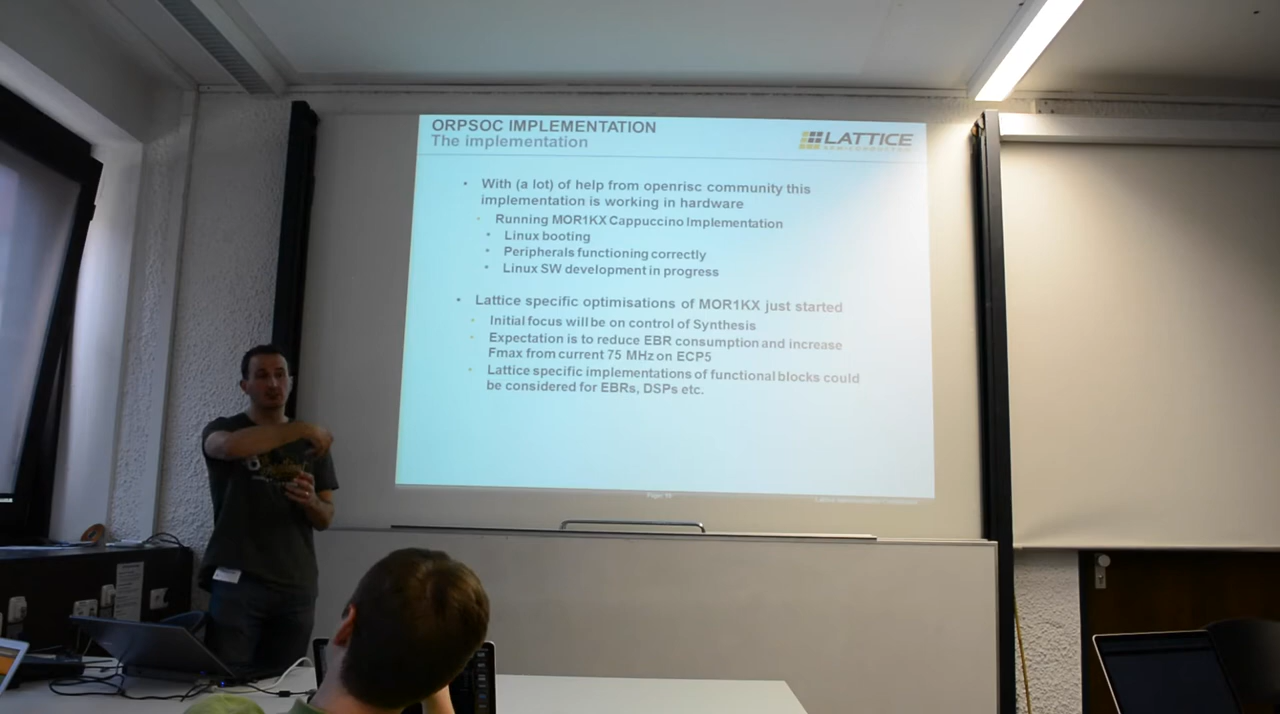 ORPSOC IMPLEMENTATION
The implementation
LATTICE
SEMICONDUCTOR
• With (a lot) of help from openrisc community this
implementation is working in hardware
• Running MOR1KX Cappuccino Implementation
• Linux booting
• Peripherals functioning correctly
• Linux SW development in progress
• Lattice specific optimisations of MOR1KX just started
• Initial focus will be on control of Synthesis
• Expectation is to reduce EBR consumption and increase
Fmax from current 75 MHz on ECP5
• Lattice specific implementations of functional blocks could
be considered for EBRs, DSPs etc.